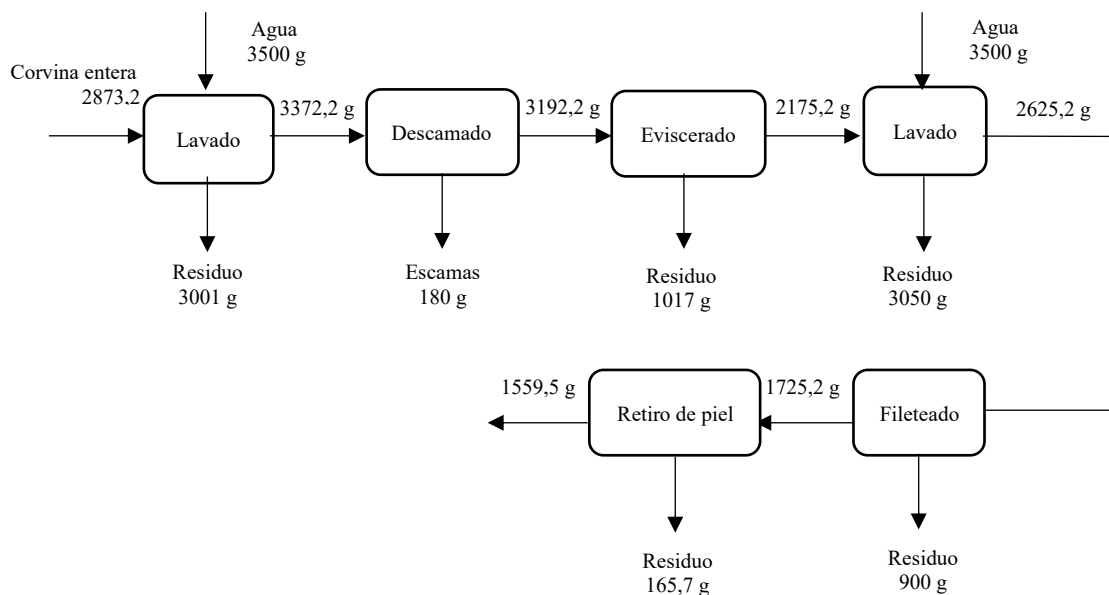 Agua
3500 g
Agua
3500 g
Corvina entera
2873,2
Lavado
3372,2 g
Descamado
3192,2 g
Eviscerado
2175,2 g
Lavado
2625,2 g
Residuo
3001 g
Escamas
180 g
Residuo
1017 g
Residuo
3050 g
1559,5 g
Retiro de piel
1725,2 g
Fileteado
Residuo
165,7 g
Residuo
900 g